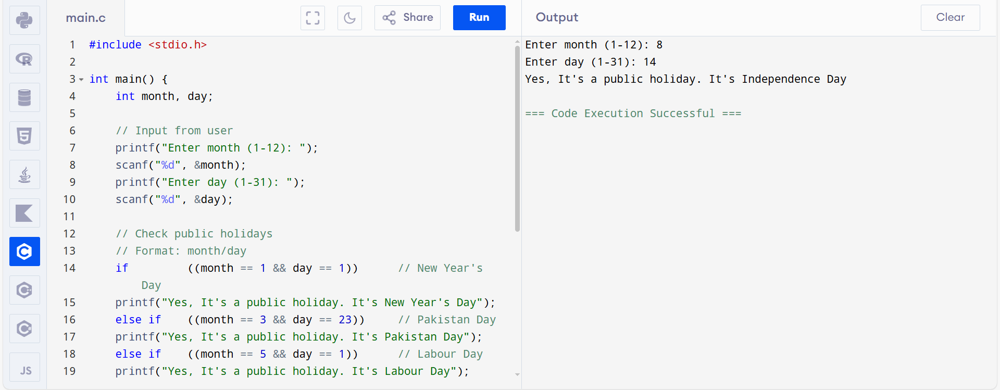 main.c
Share
Run
Output
Clear
1 #include <stdio.h>
2
3 int main() {
4     int month, day;
5
6     // Input from user
7     printf("Enter month (1-12): ");
8     scanf("%d", &month);
9     printf("Enter day (1-31): ");
10     scanf("%d", &day);
11
12     // Check public holidays
13     // Format: month/day
14     if         ((month == 1 && day == 1))      // New Year's
        Day
15     printf("Yes, It's a public holiday. It's New Year's Day");
16     else if    ((month == 3 && day == 23))     // Pakistan Day
17     printf("Yes, It's a public holiday. It's Pakistan Day");
18     else if    ((month == 5 && day == 1))      // Labour Day
19     printf("Yes, It's a public holiday. It's Labour Day");
Enter month (1-12): 8
Enter day (1-31): 14
Yes, It's a public holiday. It's Independence Day
=== Code Execution Successful ===
R
5
C
C++
C#
JS